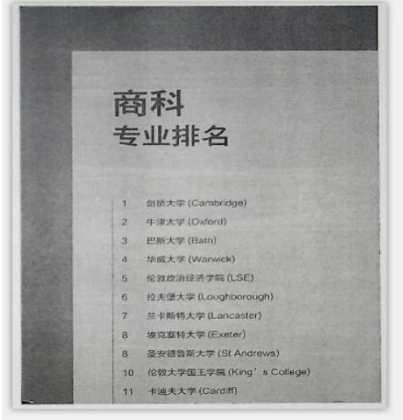 商科
专业排名
1 剑桥大学 (Cambridge)
2 牛津大学 (Oxford)
3 巴斯大学 (Bath)
4 华威大学 (Warwick)
5 伦敦政治经济学院 (LSE)
6 拉夫堡大学 (Loughborough)
7 兰卡斯特大学 (Lancaster)
8 埃克塞特大学 (Exeter)
8 圣安德鲁斯大学 (St Andrews)
10 伦敦大学国王学院 (King's College)
11 卡迪夫大学 (Cardiff)